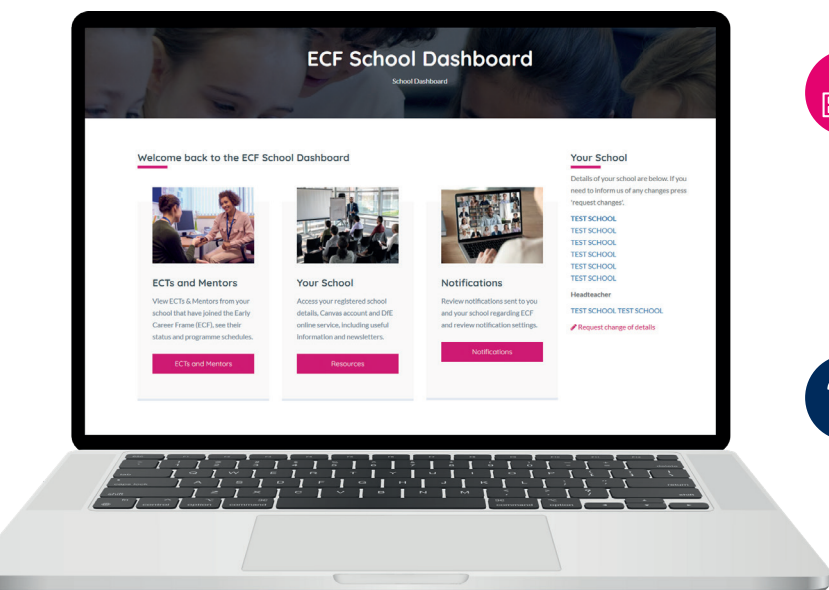 ECF School Dashboard
School Dashboard
Welcome back to the ECF School Dashboard
ECTs and Mentors
View ECTs & Mentors from your
school that have joined the Early
Career Frame (ECF), see their
status and programme schedules.
ECTs and Mentors
Your School
Access your registered school
details, Canvas account and DfE
online service, including useful
information and newsletters.
Resources
Notifications
Review notifications sent to you
and your school regarding ECF
and review notification settings.
Notifications
Your School
Details of your school are below. If you
need to inform us of any changes press
'request changes'.
TEST SCHOOL
TEST SCHOOL
TEST SCHOOL
TEST SCHOOL
TEST SCHOOL
TEST SCHOOL
Headteacher
TEST SCHOOL TEST SCHOOL
Request change of details